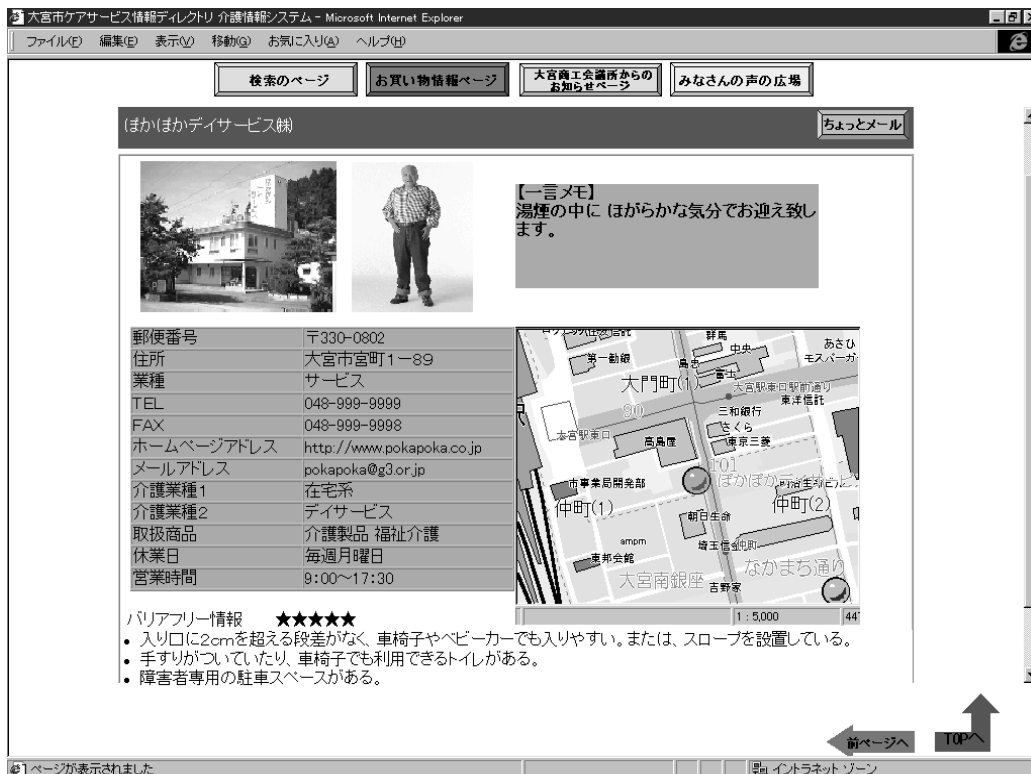 大宮市ケアサービス情報ディレクトリ 介護情報システム - Microsoft Internet Explorer
ファイル(F) 編集(E) 表示(V) 移動(G) お気に入り(A) ヘルプ(H)
検索のページ
お買い物情報ページ
大宮商工会議所からの
お知らせページ
みなさんの声の広場
ぽかぽかデイサービス㈱
ちょっとメール
【一言メモ】
湯煙の中に ほがらかな気分でお迎え致し
ます。
郵便番号 〒330-0802
住所 大宮市宮町1ー89
業種 サービス
TEL 048-999-9999
FAX 048-999-9998
ホームページアドレス http://www.pokapoka.co.jp
メールアドレス pokapoka@g3.or.jp
介護業種1 在宅系
介護業種2 デイサービス
取扱商品 介護製品 福祉介護
休業日 毎週月曜日
営業時間 9:00～17:30
群馬
中央
あさひ
モスバーガ
第一勧銀
島忠
富士
大門町(1)
大宮駅東口駅前通り
東洋信託
90
三和銀行
さくら
大宮駅東口
高島屋
東京三菱
101
ぽかぽかデイサービス
市事業局開発部
仲町(1)
仲町(2)
朝日生命
ampm
埼玉信金仲町
東邦会館
なかまち通り
大宮南銀座
吉野家
1 : 5,000
44
バリアフリー情報 ★★★★★
• 入り口に2cmを超える段差がなく、車椅子やベビーカーでも入りやすい。または、スロープを設置している。
• 手すりがついていたり、車椅子でも利用できるトイレがある。
• 障害者専用の駐車スペースがある。
前ページへ
TOPへ
ページが表示されました
イントラネット ゾーン